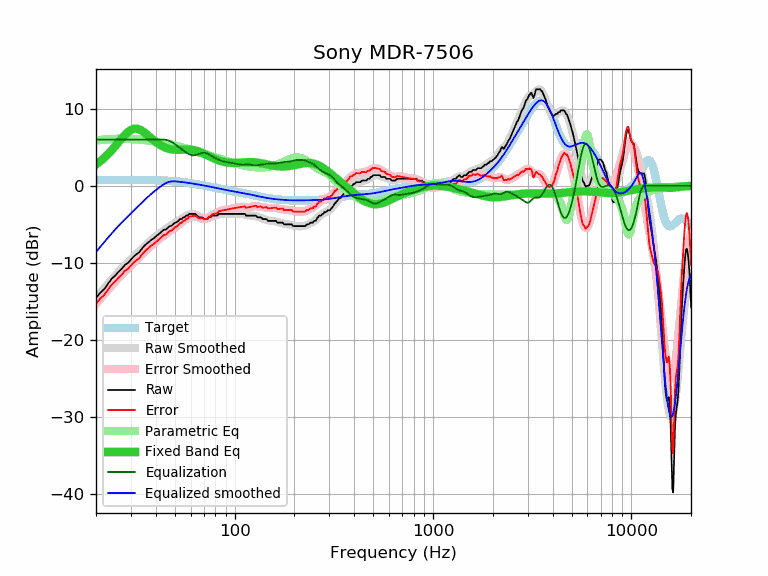 Sony MDR-7506
Amplitude (dBr)
10
0
−10
−20
−30
−40
Target
Raw Smoothed
Error Smoothed
Raw
Error
Parametric Eq
Fixed Band Eq
Equalization
Equalized smoothed
100 1000 10000
Frequency (Hz)